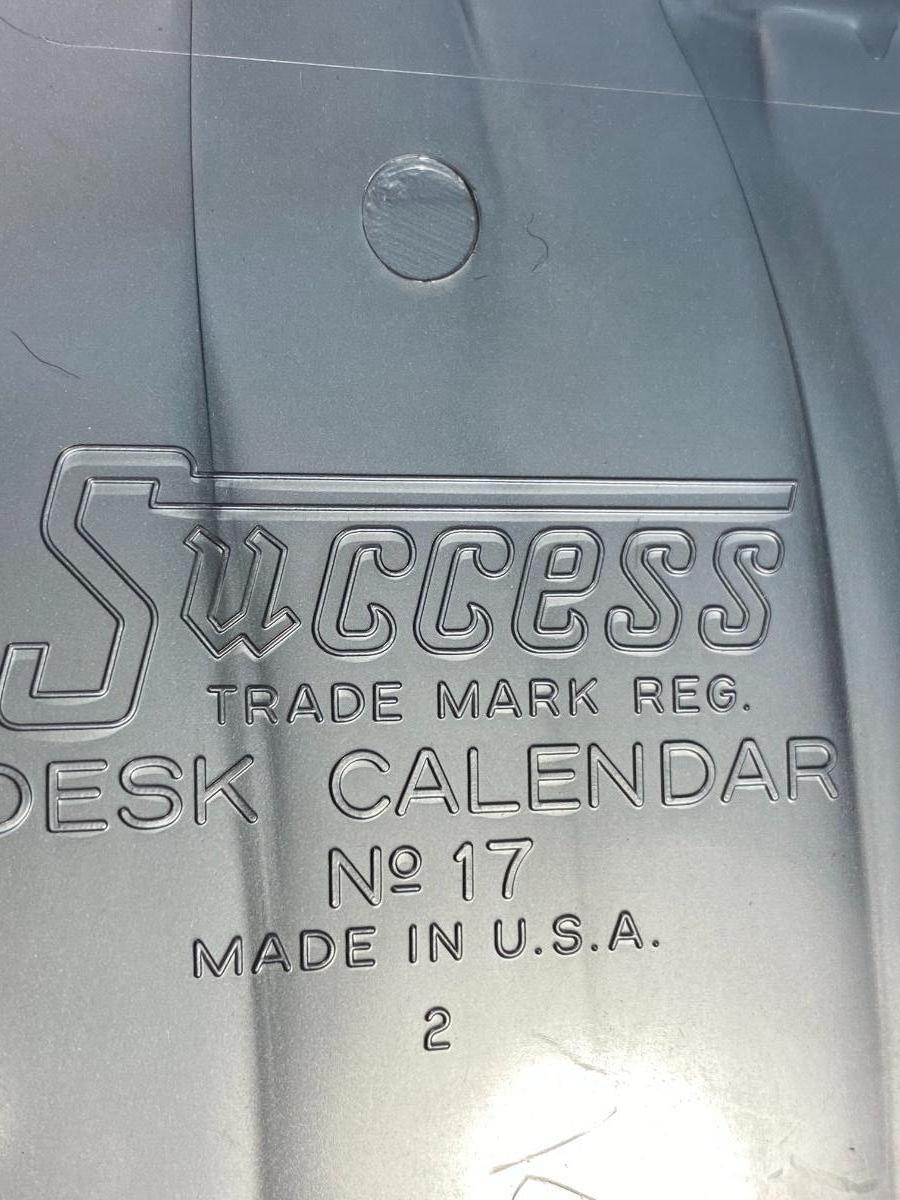 Success
TRADE MARK REG.
DESK CALENDAR
Nº 17
MADE IN U.S.A.
2